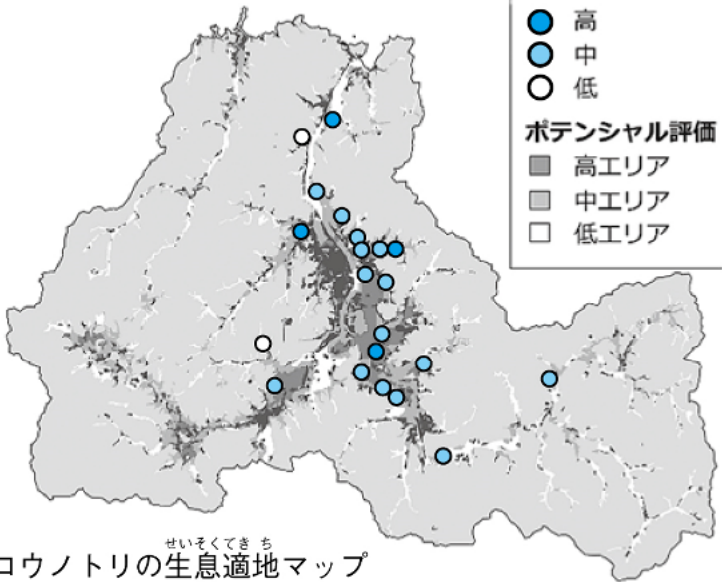 高
中
低
ポテンシャル評価
高エリア
中エリア
低エリア
せいそくてきち
コウノトリの生息適地マップ